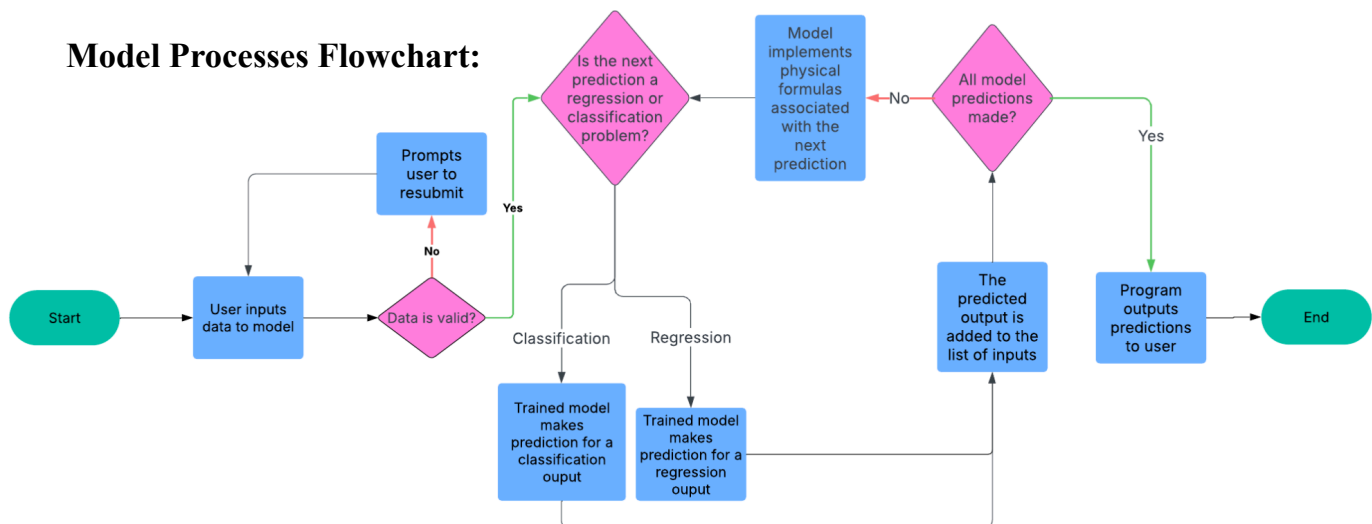 Model Processes Flowchart:
Start
User inputs
data to model
Prompts
user to
resubmit
No
Data is valid?
Yes
Is the next
prediction a
regression or
classification
problem?
Classification
Regression
Trained model
makes
prediction for a
classification
ouput
Trained model
makes
prediction for a
regression
ouput
The
predicted
output is
added to the
list of inputs
All model
predictions
made?
No
Model
implements
physical
formulas
associated
with the
next
prediction
Yes
Program
outputs
predictions
to user
End